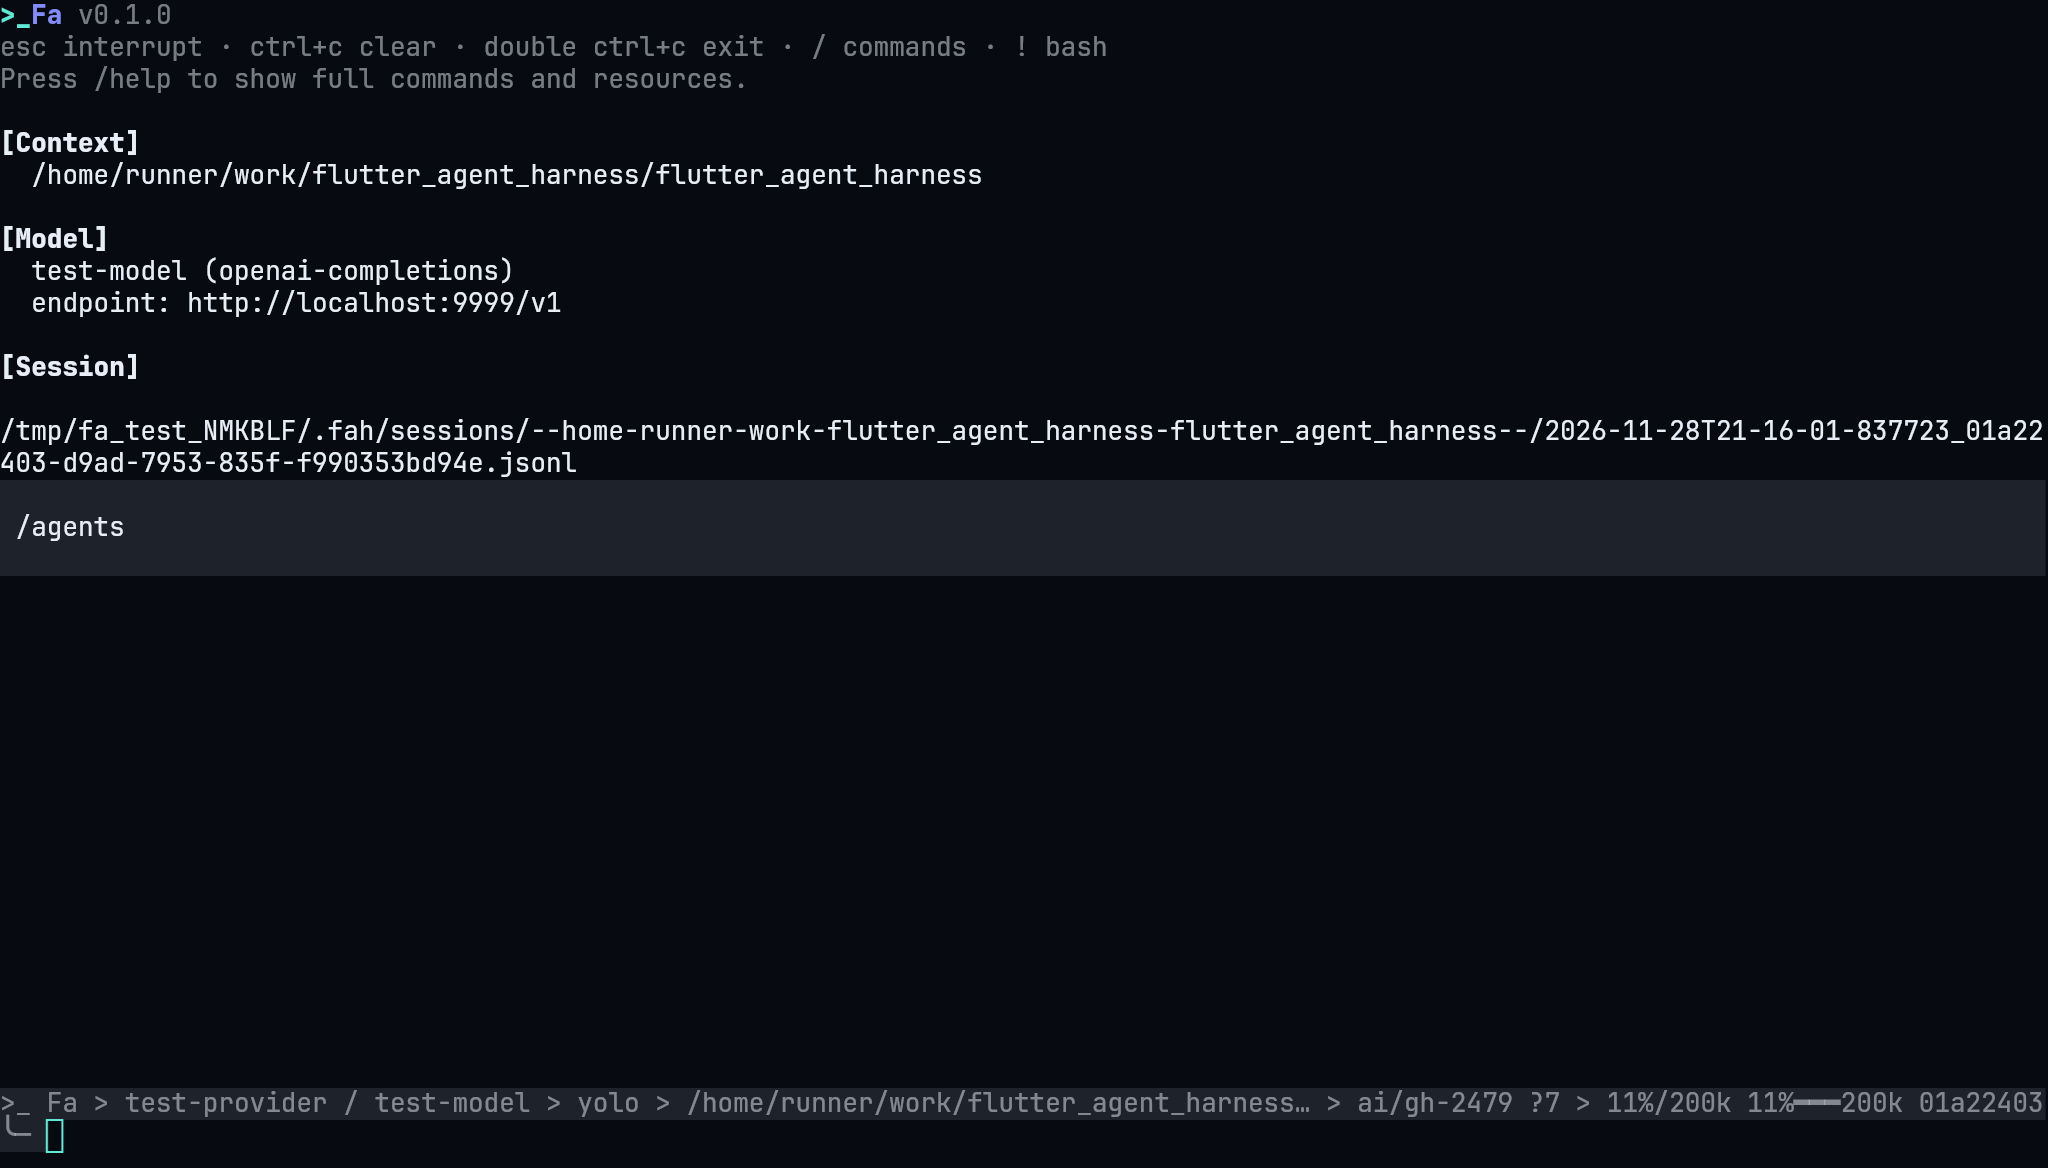 >_Fa v0.1.0
esc interrupt · ctrl+c clear · double ctrl+c exit · / commands · ! bash
Press /help to show full commands and resources.
[Context]
/home/runner/work/flutter_agent_harness/flutter_agent_harness
[Model]
test-model (openai-completions)
endpoint: http://localhost:9999/v1
[Session]
/tmp/fa_test_NMKBLF/.fah/sessions/--home-runner-work-flutter_agent_harness-flutter_agent_harness--/2026-11-28T21-16-01-837723_01a22
403-d9ad-7953-835f-f990353bd94e.jsonl
/agents
>_ Fa > test-provider / test-model > yolo > /home/runner/work/flutter_agent_harness… > ai/gh-2479 ?7 > 11%/200k 11%━━━200k 01a22403